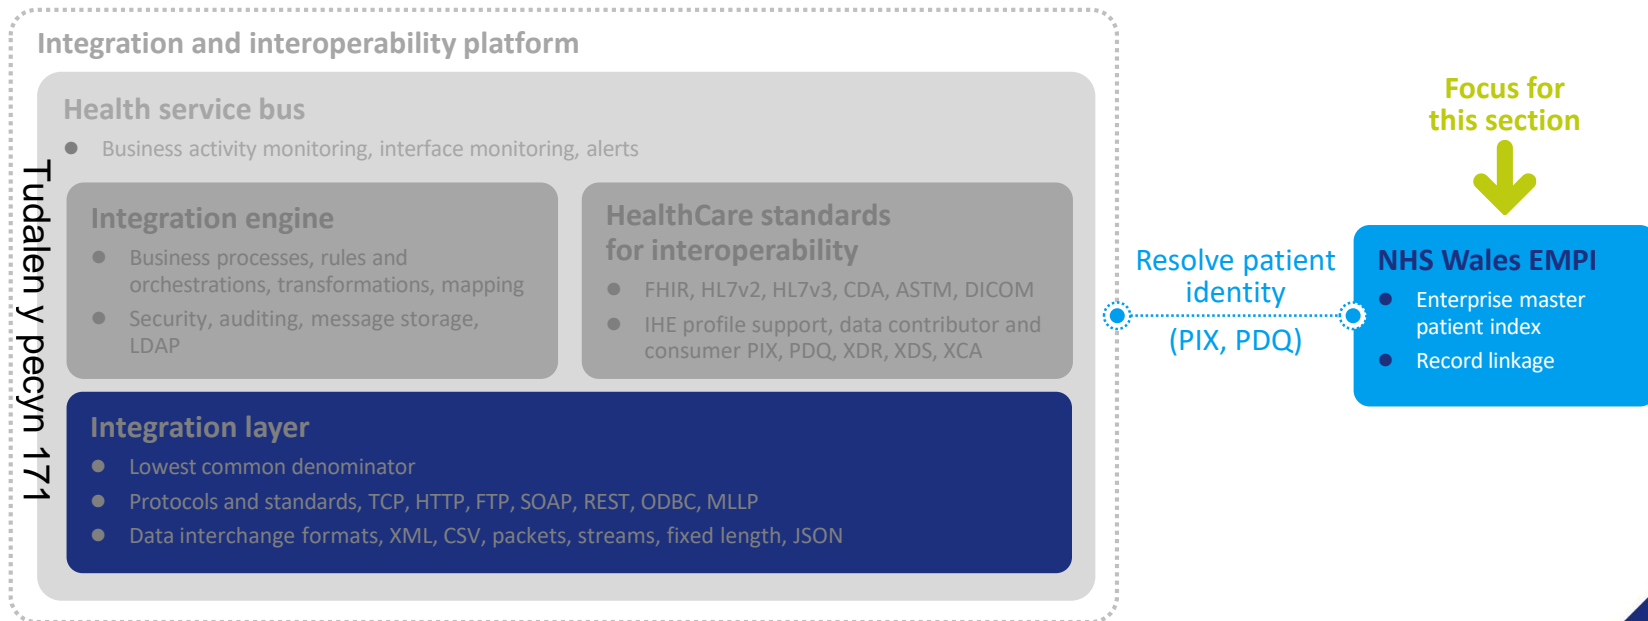 Integration and interoperability platform
Health service bus
Business activity monitoring, interface monitoring, alerts
Integration engine
Business processes, rules and
orchestrations, transformations, mapping
Security, auditing, message storage,
LDAP
HealthCare standards
for interoperability
FHIR, HL7v2, HL7v3, CDA, ASTM, DICOM
IHE profile support, data contributor and
consumer PIX, PDQ, XDR, XDS, XCA
Integration layer
Lowest common denominator
Protocols and standards, TCP, HTTP, FTP, SOAP, REST, ODBC, MLLP
Data interchange formats, XML, CSV, packets, streams, fixed length, JSON
Tudalen y pecyn 171
Resolve patient
identity
(PIX, PDQ)
Focus for
this section
NHS Wales EMPI
Enterprise master
patient index
Record linkage